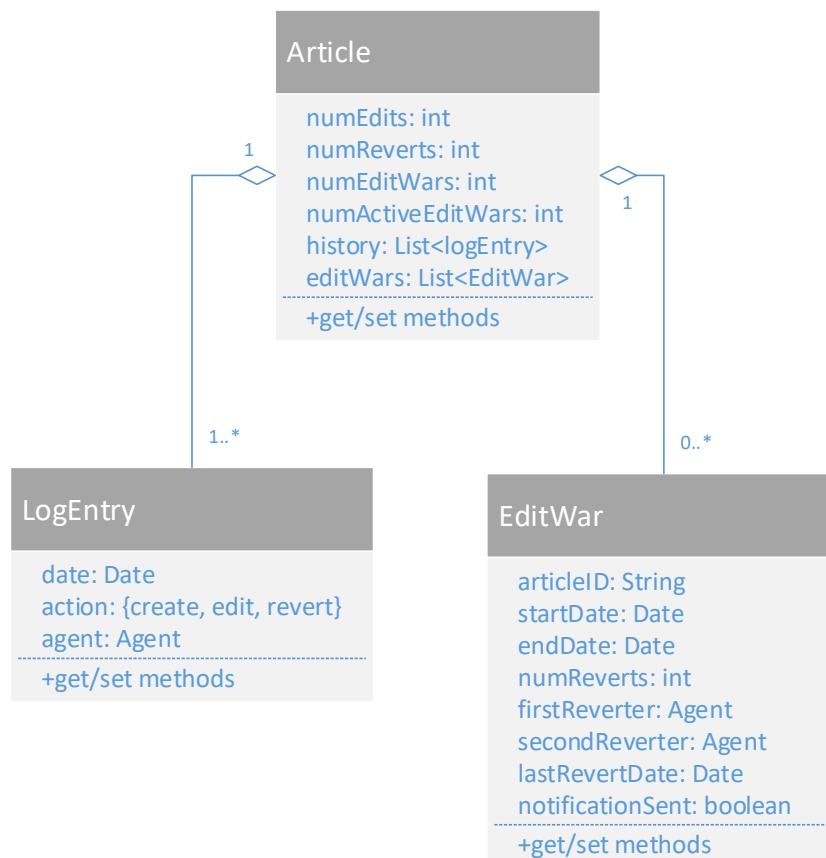 Article
numEdits: int
numReverts: int
numEditWars: int
numActiveEditWars: int
history: List<logEntry>
editWars: List<EditWar>
+get/set methods
1
1
1..*
0..*
LogEntry
date: Date
action: {create, edit, revert}
agent: Agent
+get/set methods
EditWar
articleID: String
startDate: Date
endDate: Date
numReverts: int
firstReverter: Agent
secondReverter: Agent
lastRevertDate: Date
notificationSent: boolean
+get/set methods